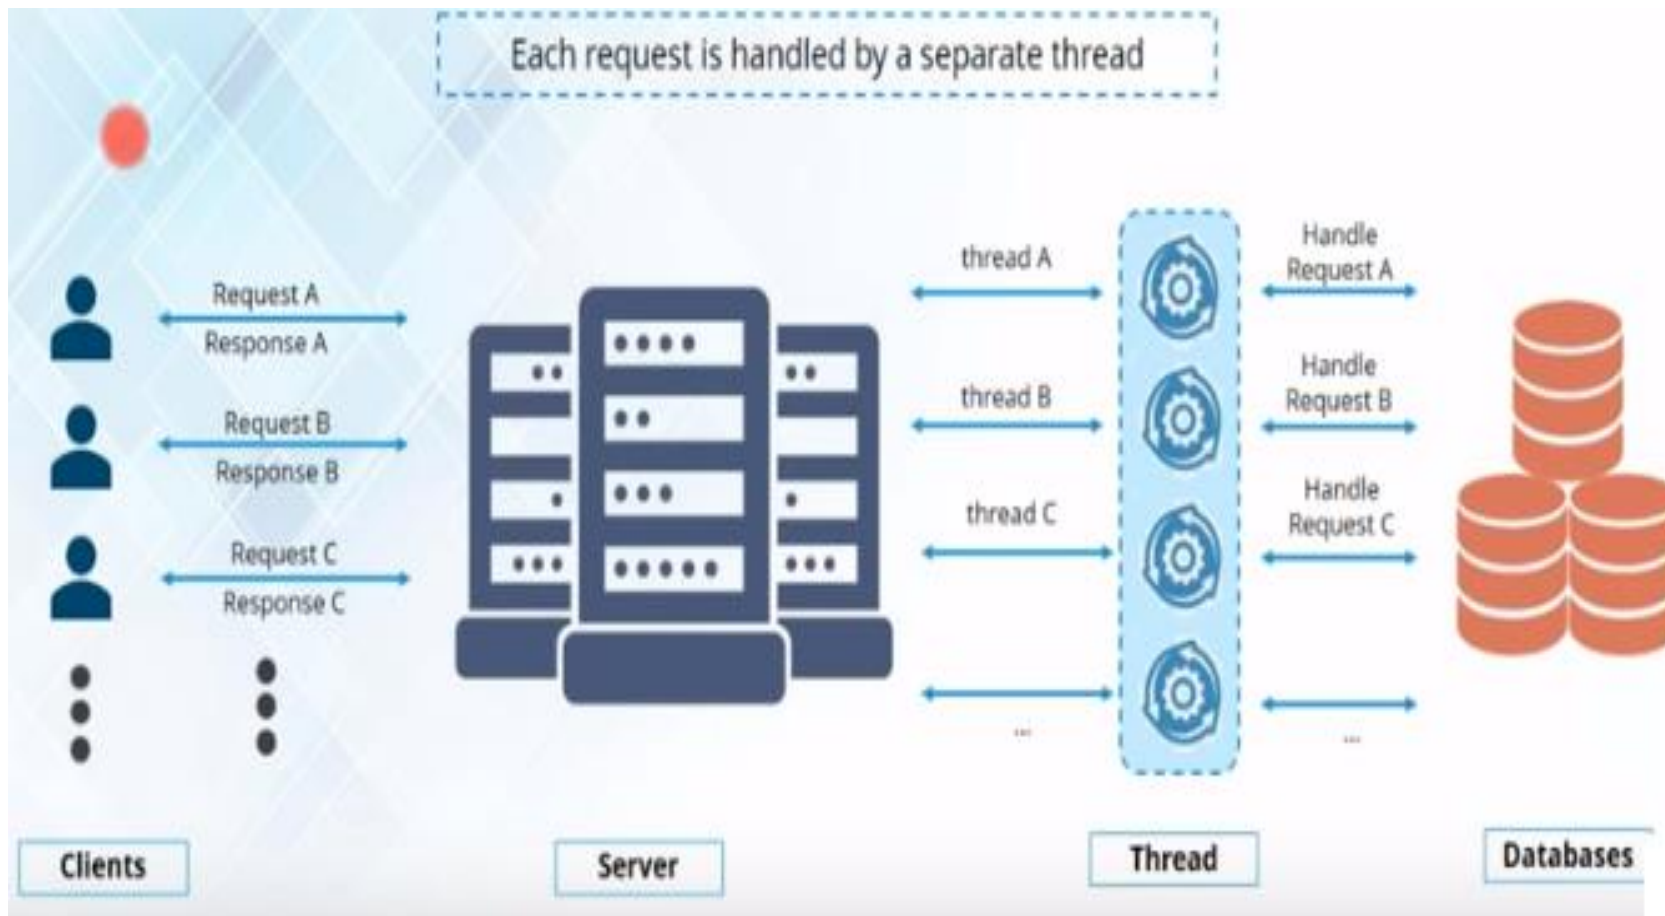 Each request is handled by a separate thread
Request A
Response A
Request B
Response B
Request C
Response C
thread A
thread B
thread C
...
Handle
Request A
Handle
Request B
Handle
Request C
...
Clients
Server
Thread
Databases